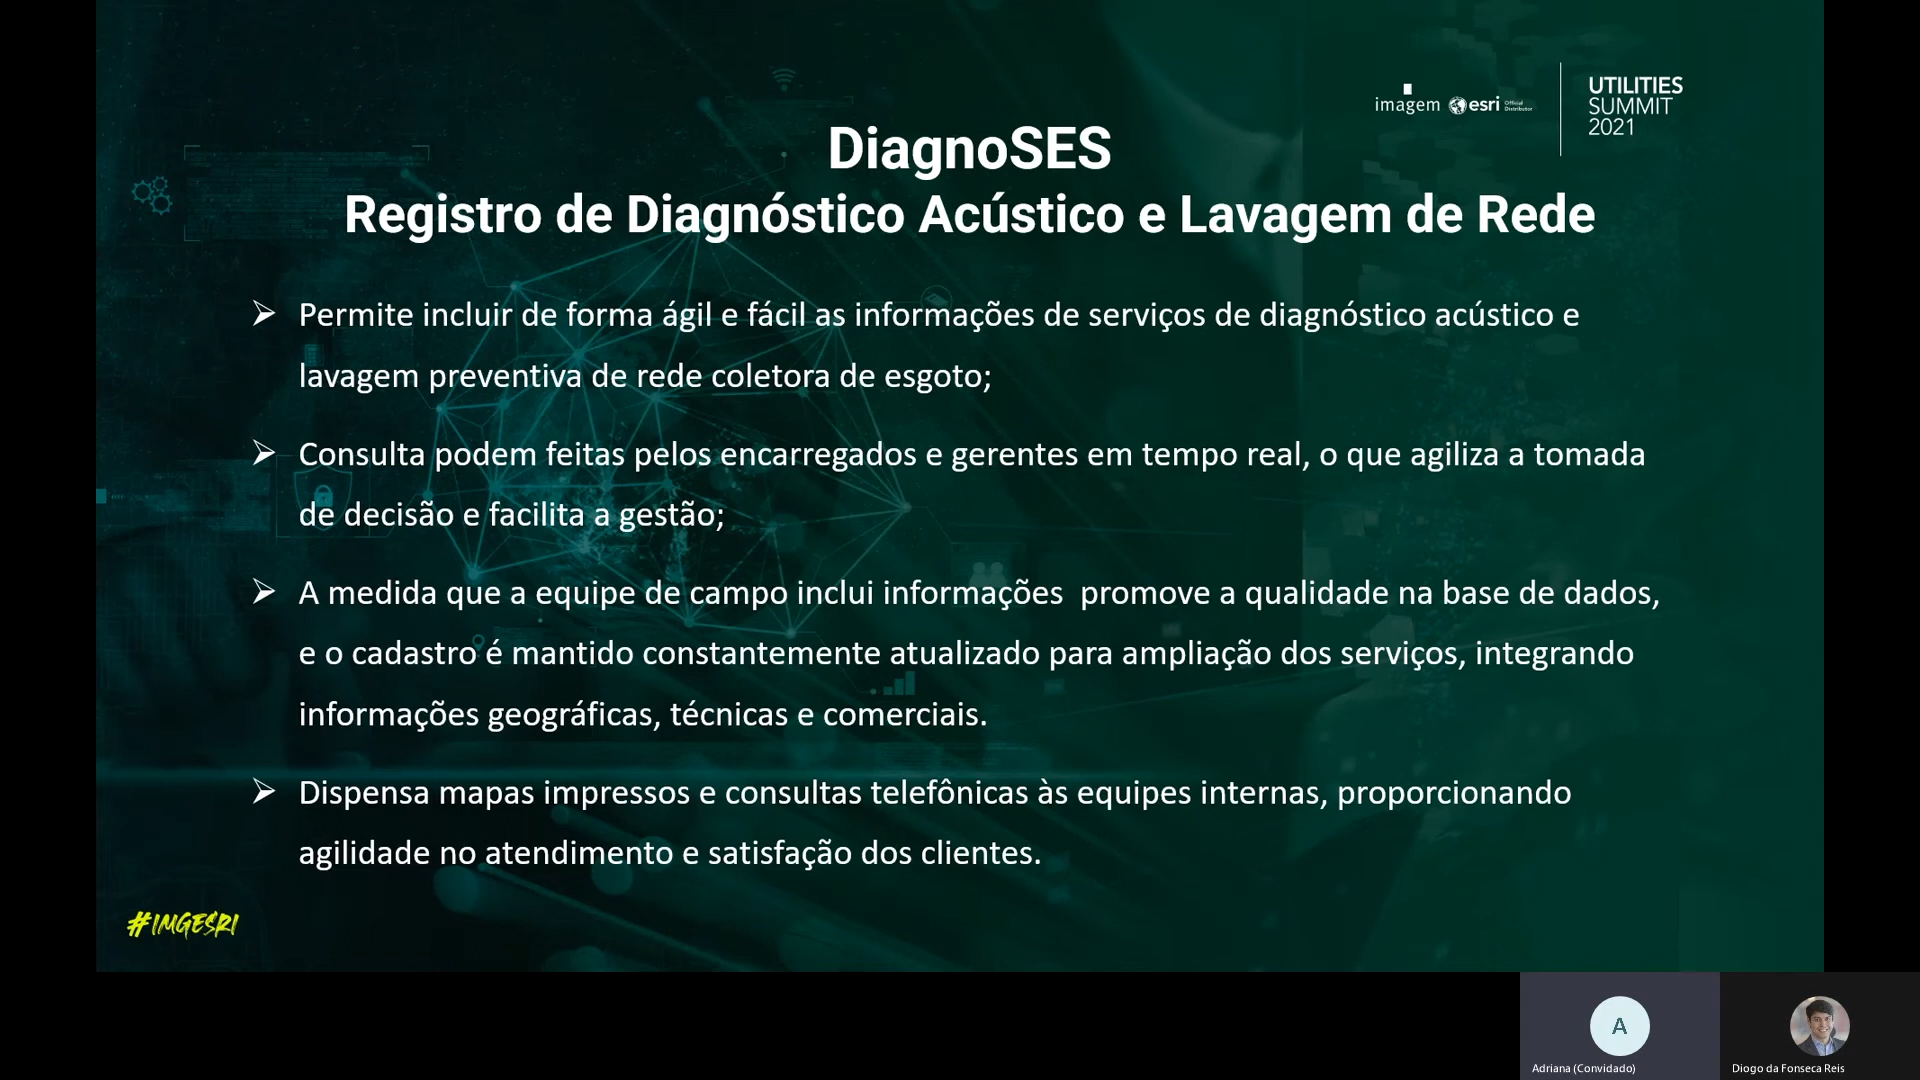 imagem esri Official Distributor
UTILITIES
SUMMIT
2021
DiagnoSES
Registro de Diagnóstico Acústico e Lavagem de Rede
Permite incluir de forma ágil e fácil as informações de serviços de diagnóstico acústico e
lavagem preventiva de rede coletora de esgoto;
Consulta podem feitas pelos encarregados e gerentes em tempo real, o que agiliza a tomada
de decisão e facilita a gestão;
A medida que a equipe de campo inclui informações  promove a qualidade na base de dados,
e o cadastro é mantido constantemente atualizado para ampliação dos serviços, integrando
informações geográficas, técnicas e comerciais.
Dispensa mapas impressos e consultas telefônicas às equipes internas, proporcionando
agilidade no atendimento e satisfação dos clientes.
#IMGESRI
A
Adriana (Convidado)
Diogo da Fonseca Reis